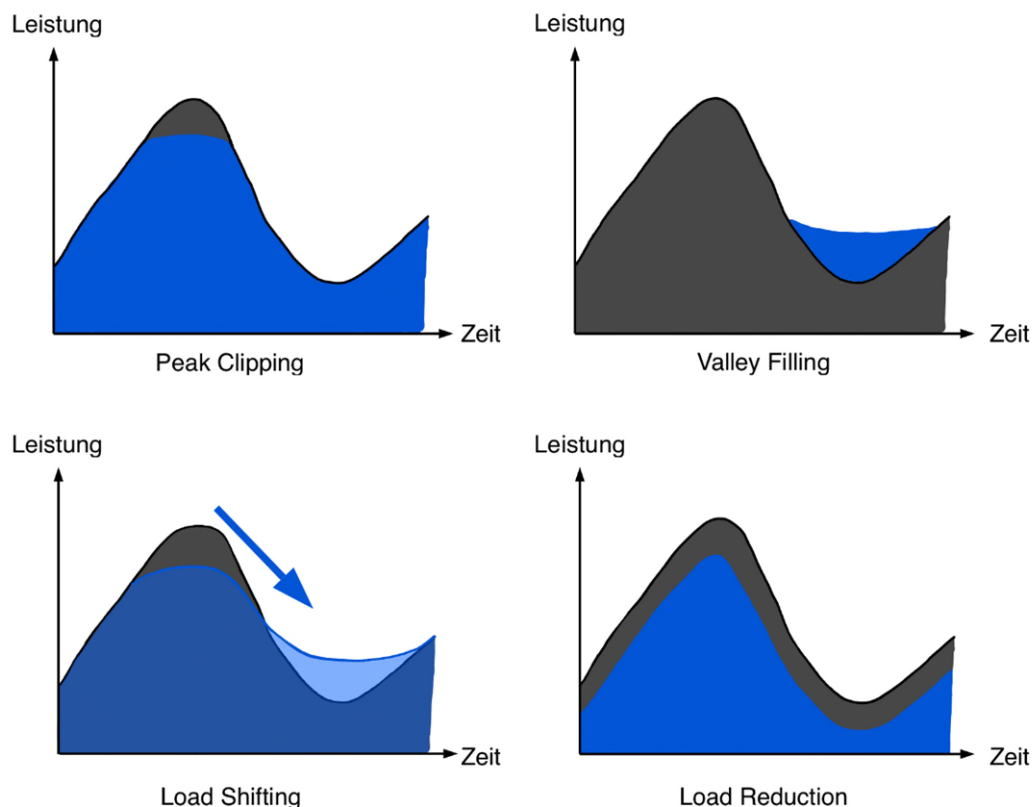 Leistung
Zeit
Peak Clipping
Leistung
Zeit
Valley Filling
Leistung
Zeit
Load Shifting
Leistung
Zeit
Load Reduction